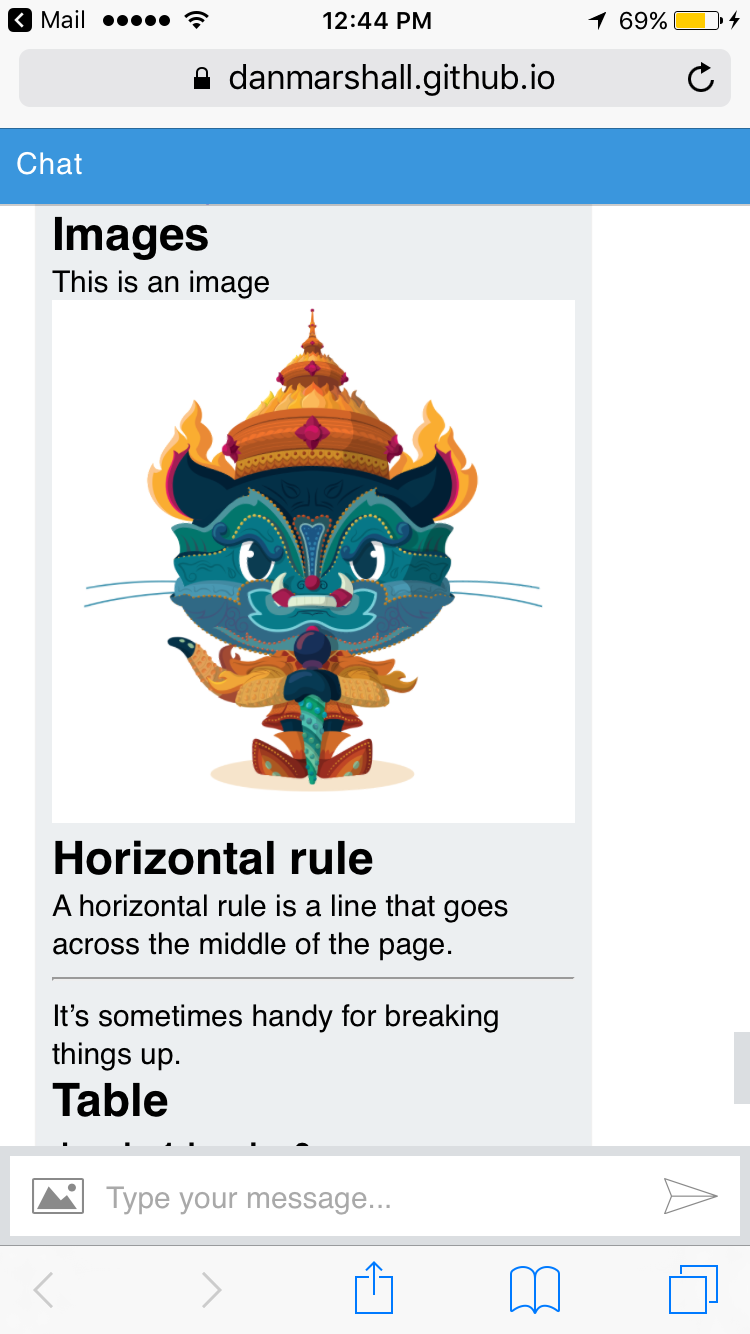 Mail
12:44 PM
69%
danmarshall.github.io
Chat
Images
This is an image
Horizontal rule
A horizontal rule is a line that goes
across the middle of the page.
It’s sometimes handy for breaking
things up.
Table
Type your message...